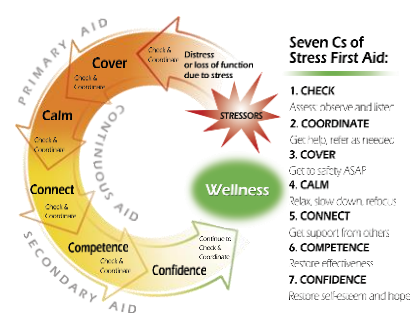 PRIMARY AID
CONTINUOUS AID
SECONDARY AID
Check &
Coordinate
Distress
or loss of function
due to stress
STRESSORS
Cover
Check &
Coordinate
Calm
Check &
Coordinate
Connect
Check &
Coordinate
Competence
Check &
Coordinate
Confidence
Continue to
Check &
Coordinate
Wellness
Seven Cs of
Stress First Aid:
1. CHECK
Assess: observe and listen
2. COORDINATE
Get help, refer as needed
3. COVER
Get to safety ASAP
4. CALM
Relax, slow down, refocus
5. CONNECT
Get support from others
6. COMPETENCE
Restore effectiveness
7. CONFIDENCE
Restore self-esteem and hope